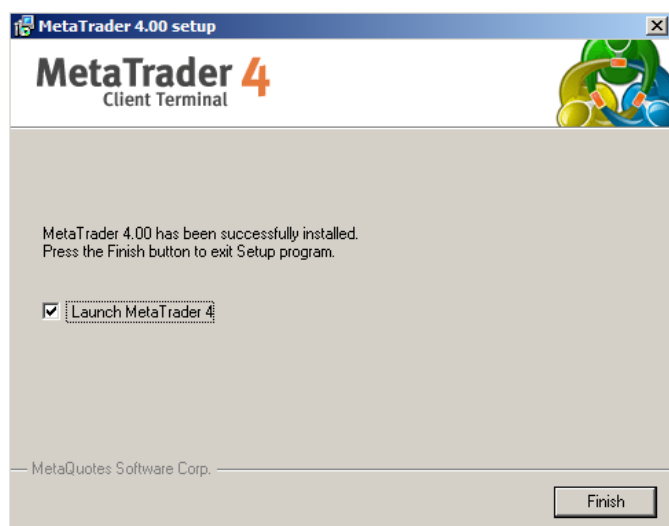 MetaTrader 4.00 setup
MetaTrader 4
Client Terminal
MetaTrader 4.00 has been successfully installed.
Press the Finish button to exit Setup program.
Launch MetaTrader 4
MetaQuotes Software Corp.
Finish